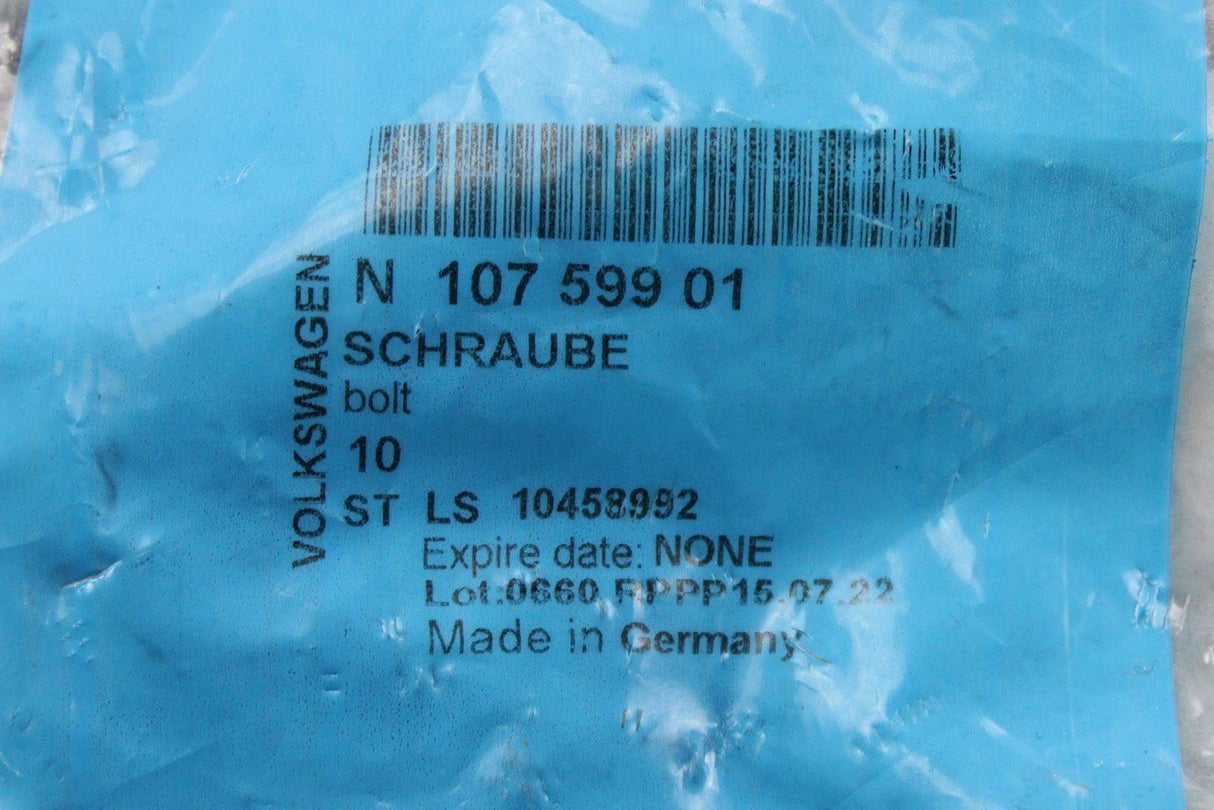 VOLKSWAGEN
N 107 599 01
SCHRAUBE
bolt
10
ST LS 10458992
Expire date: NONE
Lot:0660 RPPP15.07.22
Made in Germany